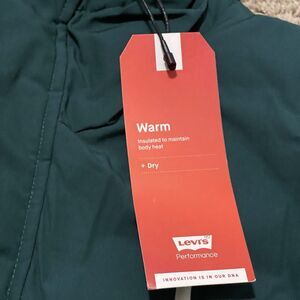 Warm
Insulated to maintain
body heat
+ Dry
Levi's
Performance
INNOVATION IS IN OUR DNA